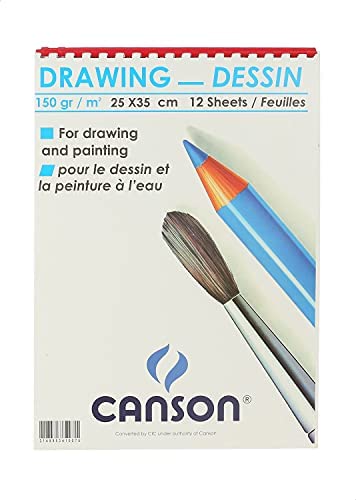 DRAWING __ DESSIN
150 gr / m² 25 X35 cm 12 Sheets / Feuilles
For drawing
and painting
pour le dessin et
la peinture à l'eau
CANSON®
Converted by CIC under authority of Canson